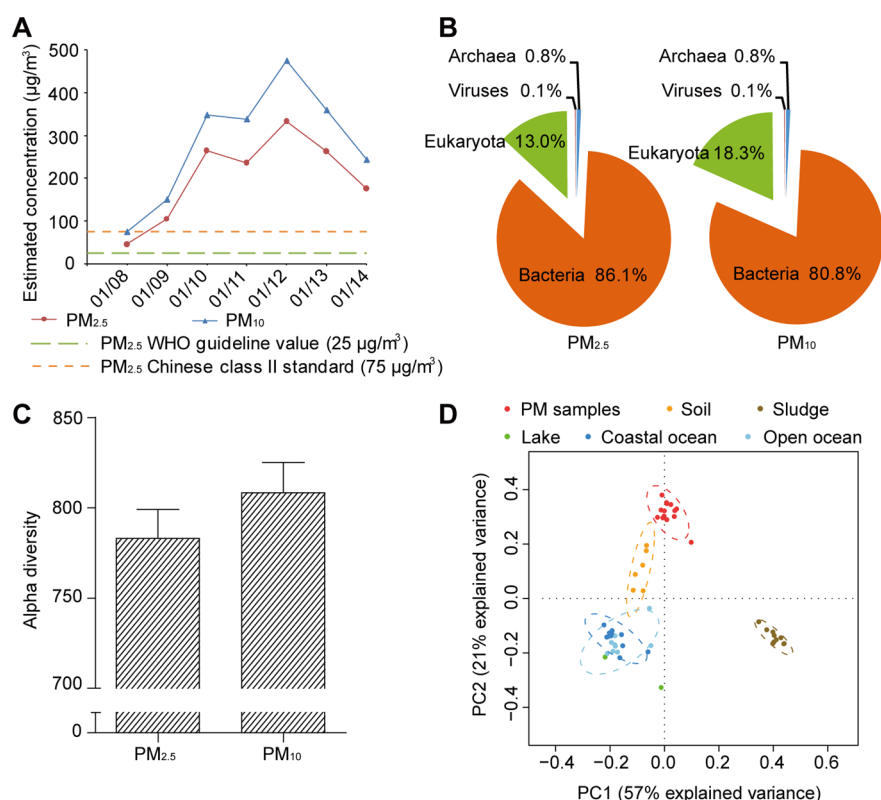 A
Estimated concentration (µg/m³)
500
400
300
200
100
0
01/08
01/09
01/10
01/11
01/12
01/13
01/14
PM2.5
PM10
PM2.5 WHO guideline value (25 µg/m³)
PM2.5 Chinese class II standard (75 µg/m³)
B
Archaea 0.8%
Viruses 0.1%
Eukaryota 13.0%
Bacteria 86.1%
PM2.5
Archaea 0.8%
Viruses 0.1%
Eukaryota 18.3%
Bacteria 80.8%
PM10
C
Alpha diversity
850
800
750
700
0
PM2.5
PM10
D
PM samples Soil Sludge
Lake Coastal ocean Open ocean
PC2 (21% explained variance)
0.4
0.2
0.0
−0.2
−0.4
−0.4 −0.2 0.0 0.2 0.4 0.6
PC1 (57% explained variance)